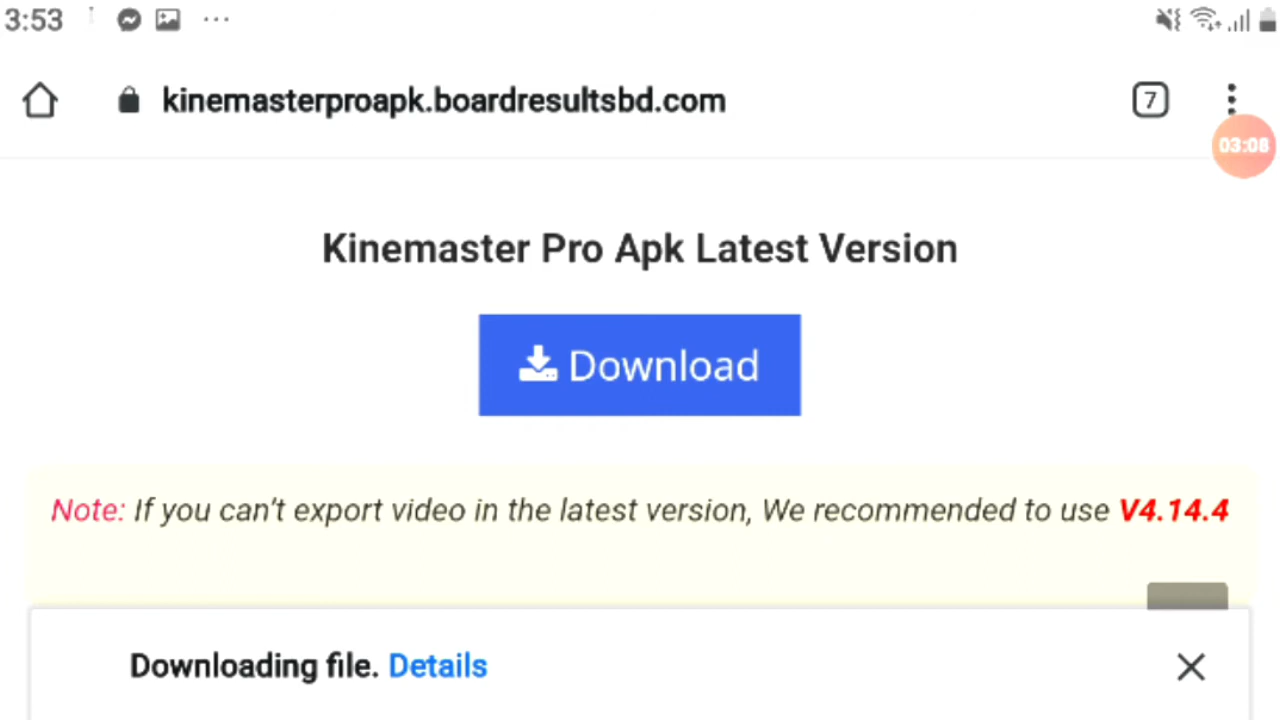 3:53
kinemasterproapk.boardresultsbd.com
7
03:08
Kinemaster Pro Apk Latest Version
Download
Note: If you can't export video in the latest version, We recommended to use V4.14.4
Downloading file. Details